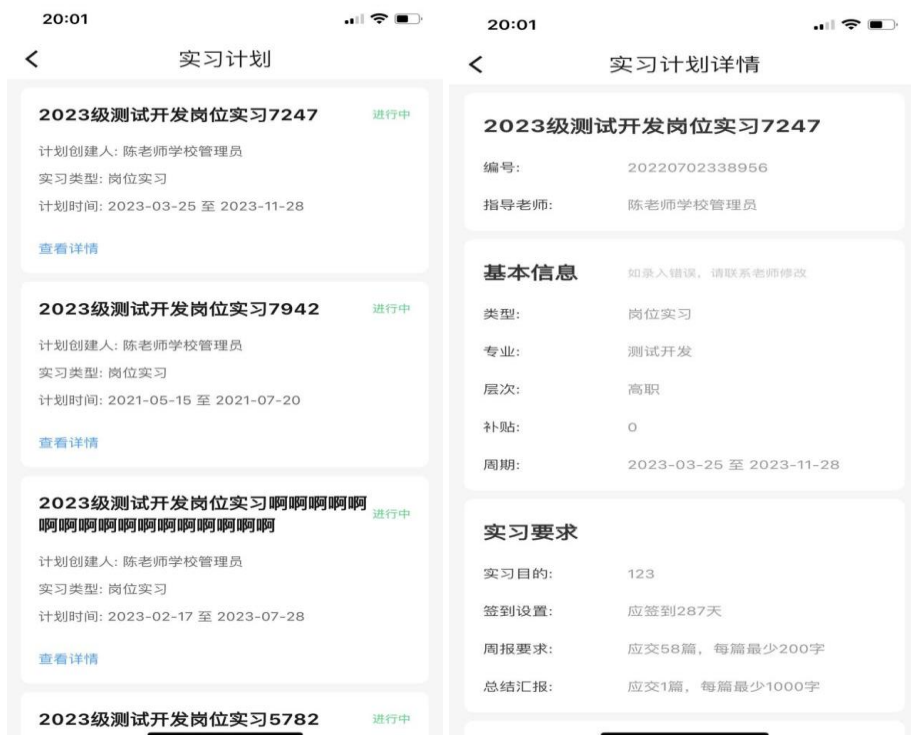 20:01
实习计划
2023级测试开发岗位实习7247
进行中
计划创建人: 陈老师学校管理员
实习类型: 岗位实习
计划时间: 2023-03-25 至 2023-11-28
查看详情
2023级测试开发岗位实习7942
进行中
计划创建人: 陈老师学校管理员
实习类型: 岗位实习
计划时间: 2021-05-15 至 2021-07-20
查看详情
2023级测试开发岗位实习啊啊啊啊啊
啊啊啊啊啊啊啊啊啊啊啊啊
进行中
计划创建人: 陈老师学校管理员
实习类型: 岗位实习
计划时间: 2023-02-17 至 2023-07-28
查看详情
2023级测试开发岗位实习5782
进行中
20:01
实习计划详情
2023级测试开发岗位实习7247
编号: 20220702338956
指导老师: 陈老师学校管理员
基本信息 如录入错误，请联系老师修改
类型: 岗位实习
专业: 测试开发
层次: 高职
补贴: 0
周期: 2023-03-25 至 2023-11-28
实习要求
实习目的: 123
签到设置: 应签到287天
周报要求: 应交58篇，每篇最少200字
总结汇报: 应交1篇，每篇最少1000字